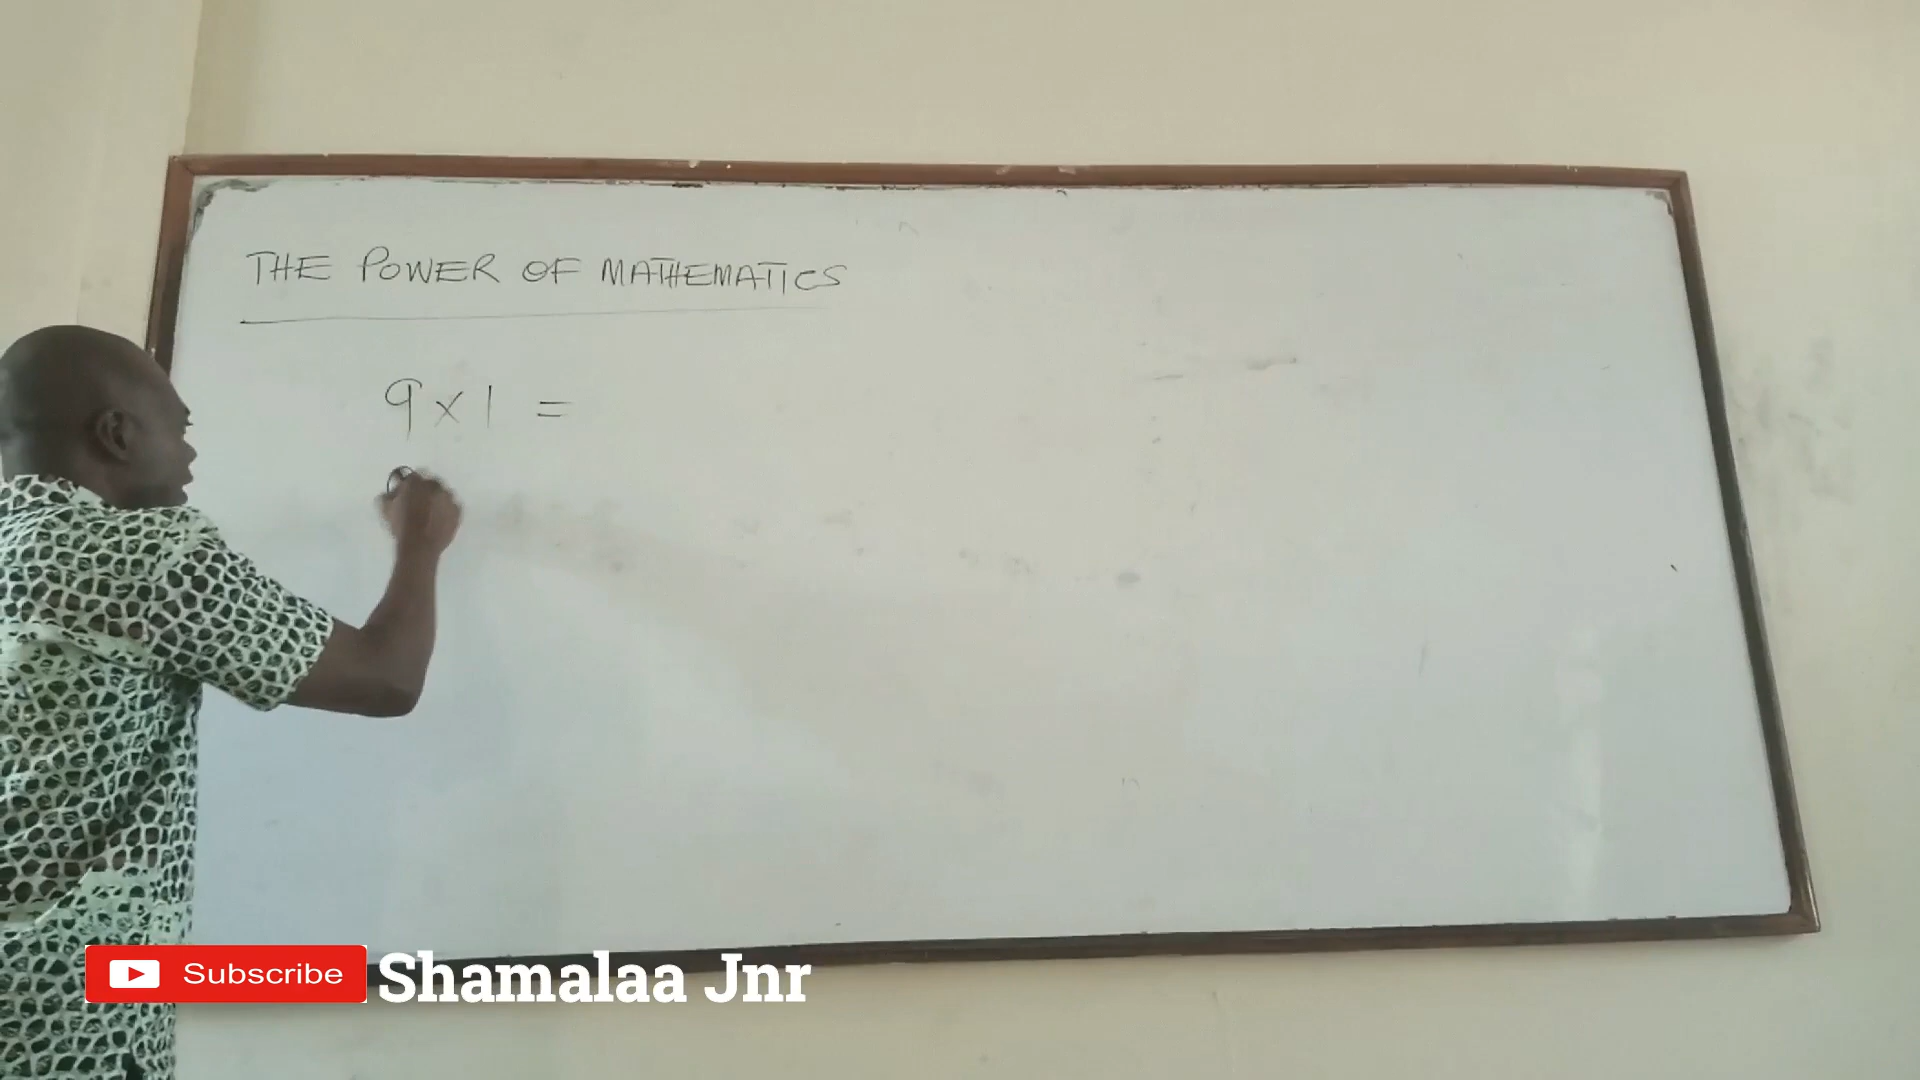 THE POWER OF MATHEMATICS
9 × 1 =
Subscribe Shamalaa Jnr